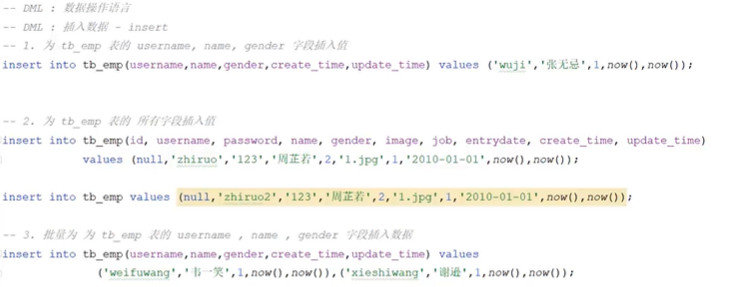 -- DML : 数据操作语言
-- DML : 插入数据 - insert
-- 1. 为 tb_emp 表的 username, name, gender 字段插入值
insert into tb_emp(username,name,gender,create_time,update_time) values ('wuji','张无忌',1,now(),now());
-- 2. 为 tb_emp 表的 所有字段插入值
insert into tb_emp(id, username, password, name, gender, image, job, entrydate, create_time, update_time)
values (null,'zhiruo','123','周芷若',2,'1.jpg',1,'2010-01-01',now(),now());
insert into tb_emp values (null,'zhiruo2','123','周芷若',2,'1.jpg',1,'2010-01-01',now(),now());
-- 3. 批量为 为 tb_emp 表的 username , name , gender 字段插入数据
insert into tb_emp(username,name,gender,create_time,update_time) values
('weifuwang','韦一笑',1,now(),now()),('xieshiwang','谢逊',1,now(),now());